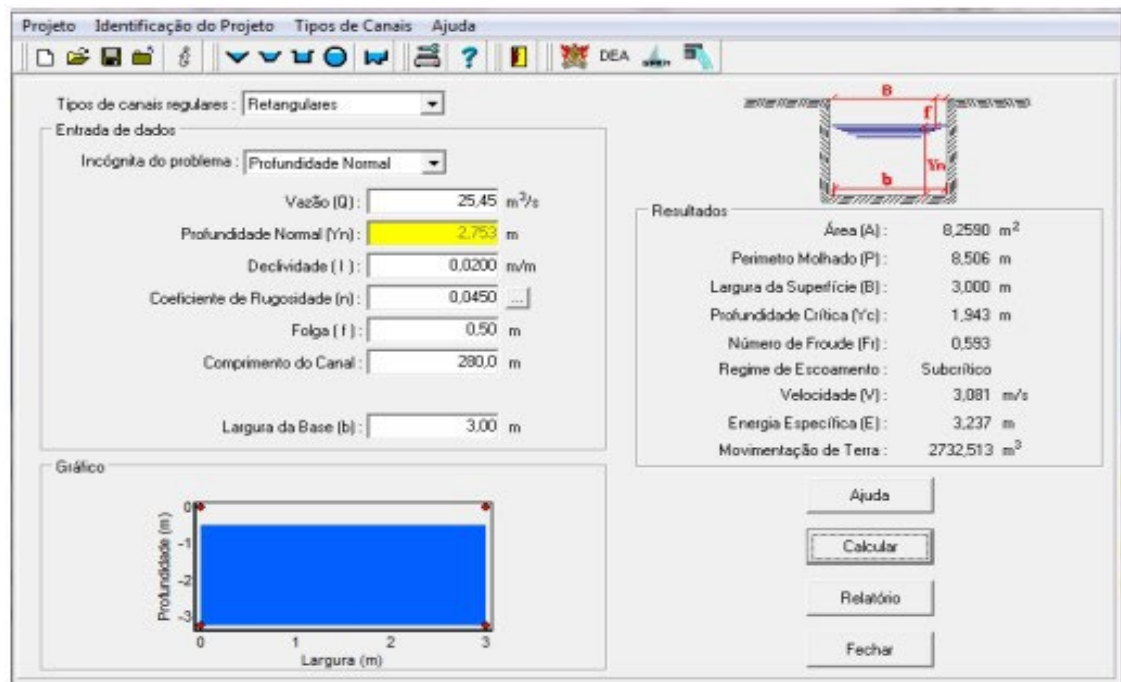 Projeto Identificação do Projeto Tipos de Canais Ajuda
DEA
Tipos de canais regulares : Retangulares
Entrada de dados
Incógnita do problema : Profundidade Normal
Vazão (Q) : 25,45 m³/s
Profundidade Normal (Yn) : 2,753 m
Declividade ( I ) : 0,0200 m/m
Coeficiente de Rugosidade (n) : 0,0450 ...
Folga ( f ) : 0,50 m
Comprimento do Canal : 280,0 m
Largura da Base (b) : 3,00 m
B
f
Yn
b
Resultados
Área (A) : 8,2590 m²
Perimetro Molhado (P) : 8,506 m
Largura da Superfície (B) : 3,000 m
Profundidade Crítica (Yc) : 1,943 m
Número de Froude (Fr) : 0,593
Regime de Escoamento : Subcrítico
Velocidade (V) : 3,081 m/s
Energia Específica (E) : 3,237 m
Movimentação de Terra : 2732,513 m³
Gráfico
Profundidade (m)
0
-1
-2
-3
0 1 2 3
Largura (m)
Ajuda
Calcular
Relatório
Fechar